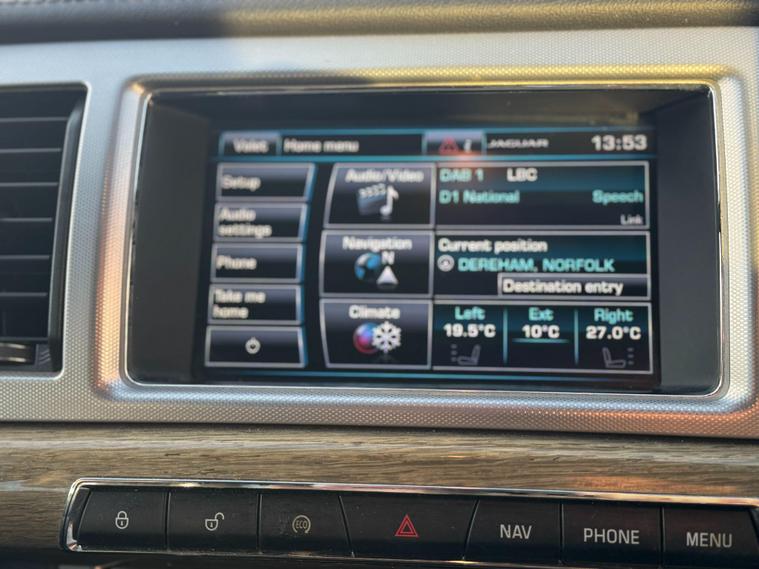 Valet
Home menu
JAGUAR
13:53
Setup
Audio
settings
Phone
Take me
home
Audio/Video
DAB 1 LBC
D1 National
Speech
Link
Navigation
N
Current position
DEREHAM, NORFOLK
Destination entry
Climate
Left
19.5°C
Ext
10°C
Right
27.0°C
ECO
NAV
PHONE
MENU